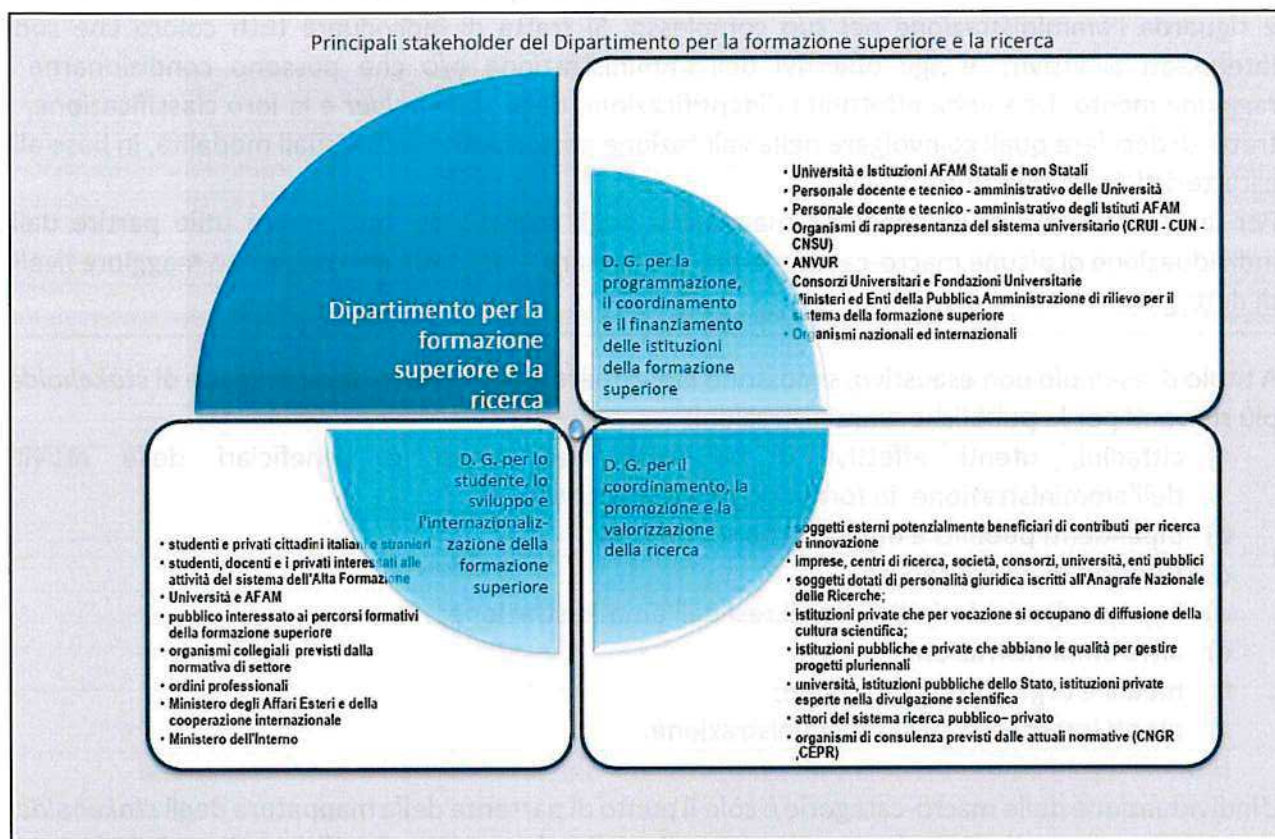 Principali stakeholder del Dipartimento per la formazione superiore e la ricerca
Dipartimento per la
formazione
superiore e la
ricerca
D. G. per la
programmazione,
il coordinamento
e il finanziamento
delle istituzioni
della formazione
superiore
• Università e Istituzioni AFAM Statali e non Statali
• Personale docente e tecnico - amministrativo delle Università
• Personale docente e tecnico - amministrativo degli Istituti AFAM
• Organismi di rappresentanza del sistema universitario (CRUI - CUN -
CNSU)
• ANVUR
• Consorzi Universitari e Fondazioni Universitarie
• Ministeri ed Enti della Pubblica Amministrazione di rilievo per il
sistema della formazione superiore
• Organismi nazionali ed internazionali
D. G. per lo
studente, lo
sviluppo e
l'internazionaliz-
zazione della
formazione
superiore
• studenti e privati cittadini italiani e stranieri
• studenti, docenti e i privati interessati alle
attività del sistema dell'Alta Formazione
• Università e AFAM
• pubblico interessato ai percorsi formativi
della formazione superiore
• organismi collegiali previsti dalla
normativa di settore
• ordini professionali
• Ministero degli Affari Esteri e della
cooperazione internazionale
• Ministero dell'Interno
D. G. per il
coordinamento, la
promozione e la
valorizzazione
della ricerca
• soggetti esterni potenzialmente beneficiari di contributi per ricerca
e innovazione
• imprese, centri di ricerca, società, consorzi, università, enti pubblici
• soggetti dotati di personalità giuridica iscritti all'Anagrafe Nazionale
delle Ricerche;
• istituzioni private che per vocazione si occupano di diffusione della
cultura scientifica;
• istituzioni pubbliche e private che abbiano le qualità per gestire
progetti pluriennali
• università, istituzioni pubbliche dello Stato, istituzioni private
esperte nella divulgazione scientifica
• attori del sistema ricerca pubblico– privato
• organismi di consulenza previsti dalle attuali normative (CNGR
,CEPR)